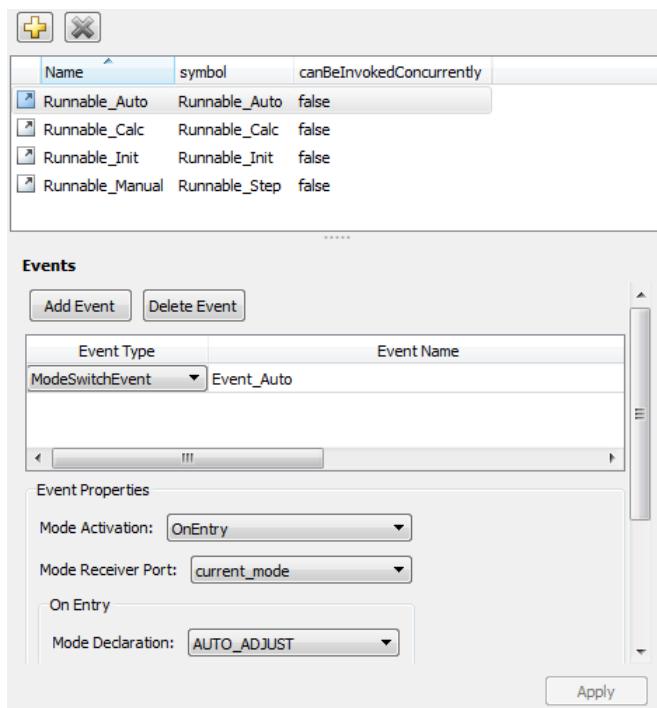 Name symbol canBeInvokedConcurrently
Runnable_Auto Runnable_Auto false
Runnable_Calc Runnable_Calc false
Runnable_Init Runnable_Init false
Runnable_Manual Runnable_Step false
Events
Add Event Delete Event
Event Type Event Name
ModeSwitchEvent Event_Auto
Event Properties
Mode Activation: OnEntry
Mode Receiver Port: current_mode
On Entry
Mode Declaration: AUTO_ADJUST
Apply